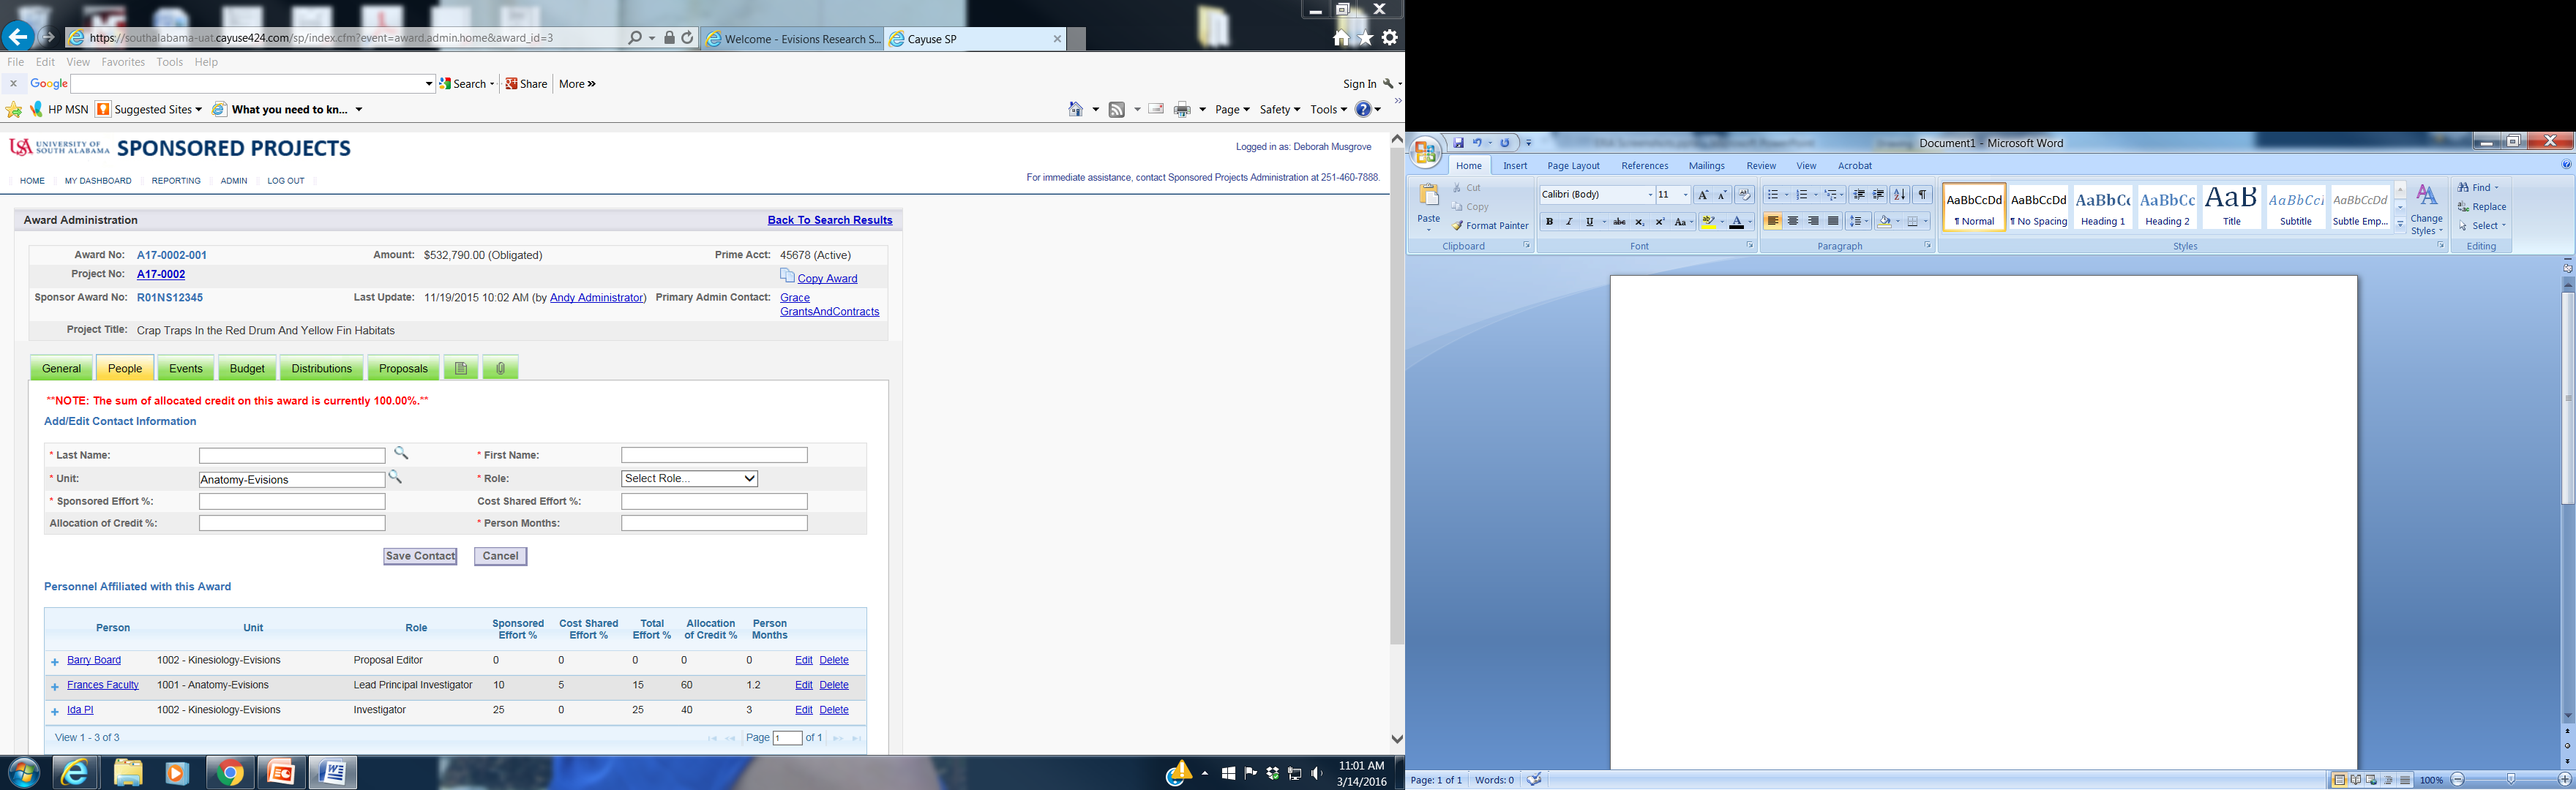 https://southalabama-uat.cayuse424.com/sp/index.cfm?event=award.admin.home&award_id=3
Welcome - Evisions Research S...
Cayuse SP
File Edit View Favorites Tools Help
x Google Search Share More »
Sign In
HP MSN Suggested Sites What you need to kn...
Page Safety Tools
USA UNIVERSITY OF SOUTH ALABAMA SPONSORED PROJECTS
Logged in as: Deborah Musgrove
HOME MY DASHBOARD REPORTING ADMIN LOG OUT
For immediate assistance, contact Sponsored Projects Administration at 251-460-7888.
Award Administration Back To Search Results
Award No: A17-0002-001 Amount: $532,790.00 (Obligated) Prime Acct: 45678 (Active)
Project No: A17-0002 Copy Award
Sponsor Award No: R01NS12345 Last Update: 11/19/2015 10:02 AM (by Andy Administrator) Primary Admin Contact: Grace
GrantsAndContracts
Project Title: Crap Traps In the Red Drum And Yellow Fin Habitats
General People Events Budget Distributions Proposals
**NOTE: The sum of allocated credit on this award is currently 100.00%.**
Add/Edit Contact Information
* Last Name: * First Name:
* Unit: Anatomy-Evisions * Role: Select Role...
* Sponsored Effort %: Cost Shared Effort %:
Allocation of Credit %: * Person Months:
Save Contact Cancel
Personnel Affiliated with this Award
Person Unit Role Sponsored Effort % Cost Shared Effort % Total Effort % Allocation of Credit % Person Months
+ Barry Board 1002 - Kinesiology-Evisions Proposal Editor 0 0 0 0 0 Edit Delete
+ Frances Faculty 1001 - Anatomy-Evisions Lead Principal Investigator 10 5 15 60 1.2 Edit Delete
+ Ida PI 1002 - Kinesiology-Evisions Investigator 25 0 25 40 3 Edit Delete
View 1 - 3 of 3 Page 1 of 1
11:01 AM
3/14/2016
Document1 - Microsoft Word
Home Insert Page Layout References Mailings Review View Acrobat
Paste
Cut
Copy
Format Painter
Clipboard
Calibri (Body) 11
B I U abc x₂ x² Aa
Font
Paragraph
AaBbCcDd AaBbCcDd AaBbCc AaBbCc AaB AaBbCcI AaBbCcDd
¶ Normal ¶ No Spacing Heading 1 Heading 2 Title Subtitle Subtle Emp...
Change Styles
Styles
Find
Replace
Select
Editing
Page: 1 of 1 Words: 0
100%